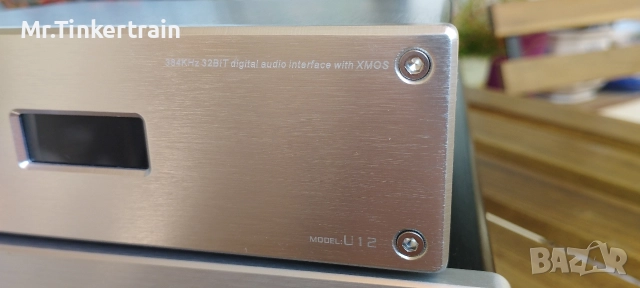 Mr.Tinkertrain
384KHz 32BIT digital audio interface with XMOS
MODEL:U12
BAZAR